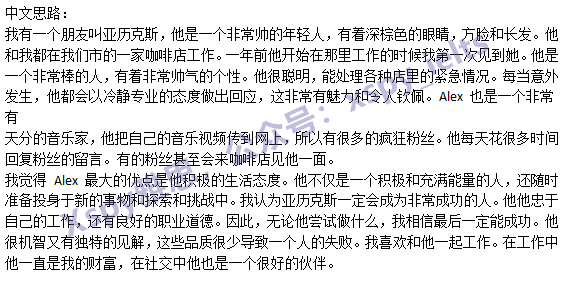 中文思路：
我有一个朋友叫亚历克斯，他是一个非常帅的年轻人，有着深棕色的眼睛，方脸和长发。他
和我都在我们市的一家咖啡店工作。一年前他开始在那里工作的时候我第一次见到她。他是
一个非常棒的人，有着非常帅气的个性。他很聪明，能处理各种店里的紧急情况。每当意外
发生，他都会以冷静专业的态度做出回应，这非常有魅力和令人钦佩。Alex 也是一个非常
有
天分的音乐家，他把自己的音乐视频传到网上，所以有很多的疯狂粉丝。他每天花很多时间
回复粉丝的留言。有的粉丝甚至会来咖啡店见他一面。
我觉得 Alex 最大的优点是他积极的生活态度。他不仅是一个积极和充满能量的人，还随时
准备投身于新的事物和探索和挑战中。我认为亚历克斯一定会成为非常成功的人。他他忠于
自己的工作，还有良好的职业道德。因此，无论他尝试做什么，我相信最后一定能成功。他
很机智又有独特的见解，这些品质很少导致一个人的失败。我喜欢和他一起工作。在工作中
他一直是我的财富，在社交中他也是一个很好的伙伴。